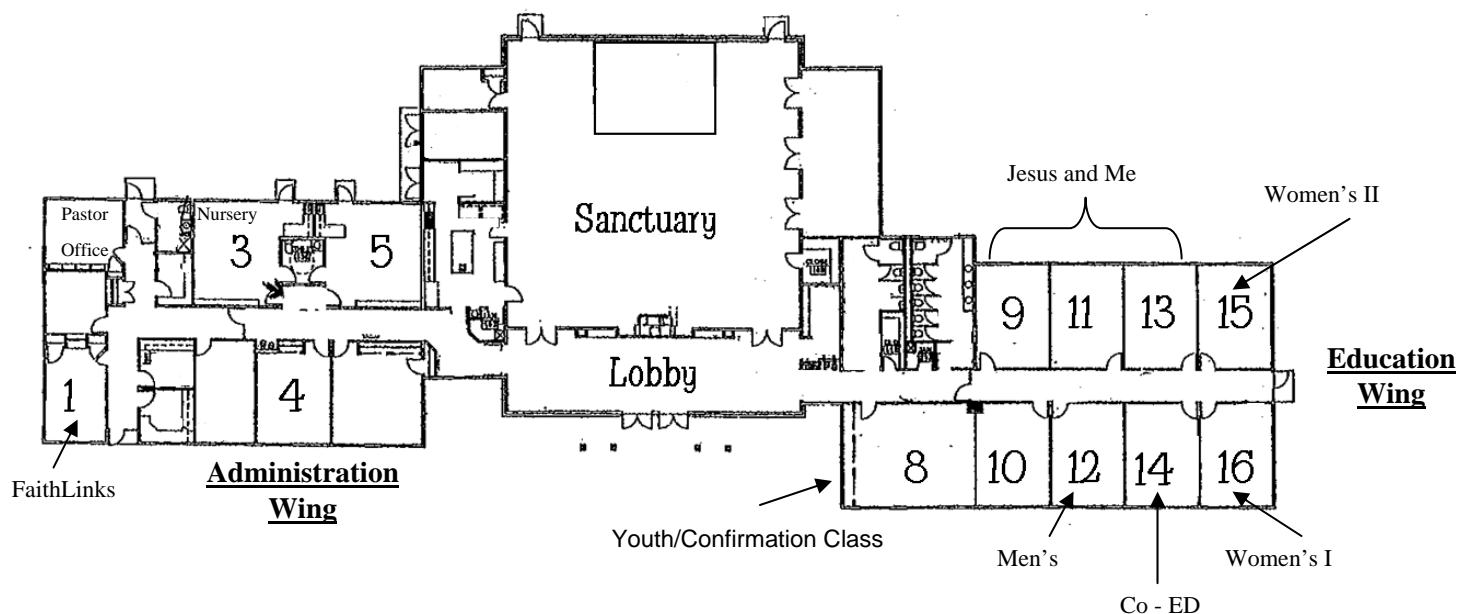 Jesus and Me
Women's II
Pastor
Office
Nursery
3
5
Sanctuary
9
11
13
15
Education
Wing
Lobby
1
4
8
10
12
14
16
FaithLinks
Administration
Wing
Youth/Confirmation Class
Men's
Women's I
Co - ED